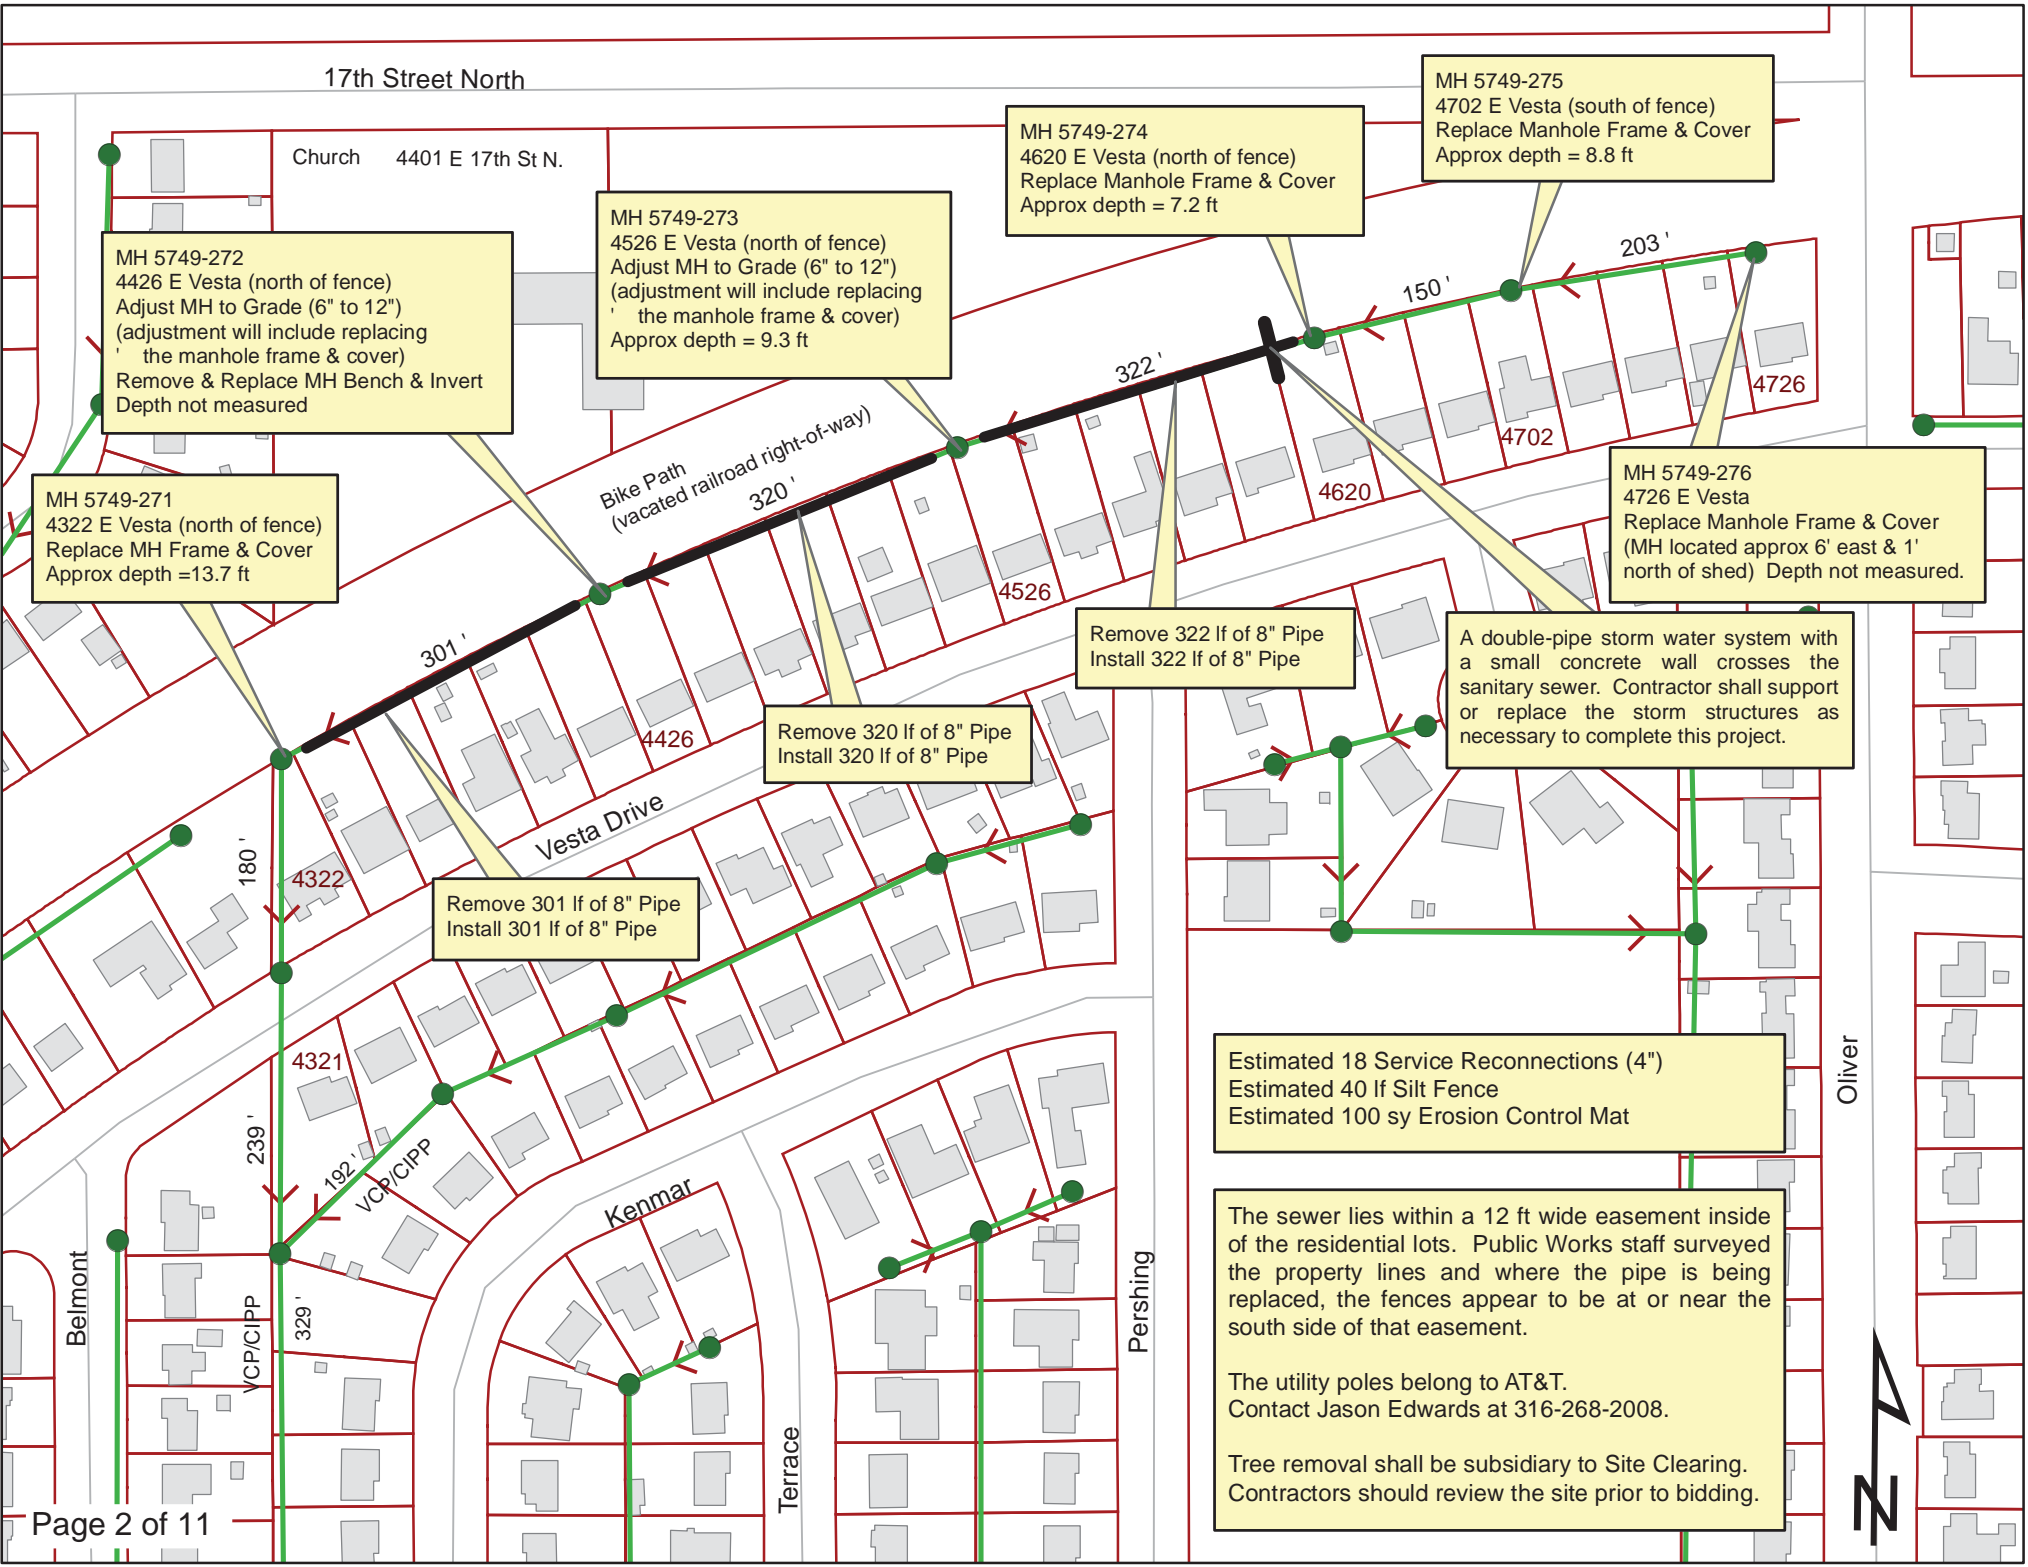 17th Street North
Church 4401 E 17th St N.
MH 5749-275
4702 E Vesta (south of fence)
Replace Manhole Frame & Cover
Approx depth = 8.8 ft
MH 5749-274
4620 E Vesta (north of fence)
Replace Manhole Frame & Cover
Approx depth = 7.2 ft
MH 5749-273
4526 E Vesta (north of fence)
Adjust MH to Grade (6" to 12")
(adjustment will include replacing
' the manhole frame & cover)
Approx depth = 9.3 ft
MH 5749-272
4426 E Vesta (north of fence)
Adjust MH to Grade (6" to 12")
(adjustment will include replacing
' the manhole frame & cover)
Remove & Replace MH Bench & Invert
Depth not measured
203 '
150 '
322 '
4726
4702
4620
Bike Path
(vacated railroad right-of-way)
320 '
MH 5749-271
4322 E Vesta (north of fence)
Replace MH Frame & Cover
Approx depth =13.7 ft
MH 5749-276
4726 E Vesta
Replace Manhole Frame & Cover
(MH located approx 6' east & 1'
north of shed) Depth not measured.
4526
301 '
Remove 322 lf of 8" Pipe
Install 322 lf of 8" Pipe
A double-pipe storm water system with
a small concrete wall crosses the
sanitary sewer. Contractor shall support
or replace the storm structures as
necessary to complete this project.
4426
Remove 320 lf of 8" Pipe
Install 320 lf of 8" Pipe
Vesta Drive
180 '
4322
Remove 301 lf of 8" Pipe
Install 301 lf of 8" Pipe
4321
239 '
192 '
VCP/CIPP
Kenmar
Estimated 18 Service Reconnections (4")
Estimated 40 lf Silt Fence
Estimated 100 sy Erosion Control Mat
Oliver
The sewer lies within a 12 ft wide easement inside
of the residential lots. Public Works staff surveyed
the property lines and where the pipe is being
replaced, the fences appear to be at or near the
south side of that easement.
The utility poles belong to AT&T.
Contact Jason Edwards at 316-268-2008.
Tree removal shall be subsidiary to Site Clearing.
Contractors should review the site prior to bidding.
Belmont
VCP/CIPP
329 '
Pershing
Terrace
N
Page 2 of 11